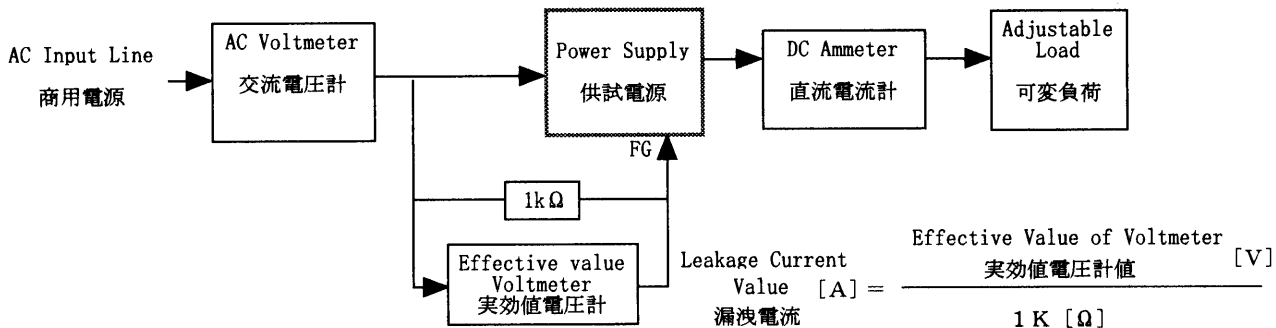 AC Input Line
商用電源
AC Voltmeter
交流電圧計
Power Supply
供試電源
DC Ammeter
直流電流計
Adjustable
Load
可変負荷
FG
1kΩ
Effective value
Voltmeter
実効値電圧計
Leakage Current
Value [A] =
漏洩電流
Effective Value of Voltmeter [V]
実効値電圧計値
1K [Ω]